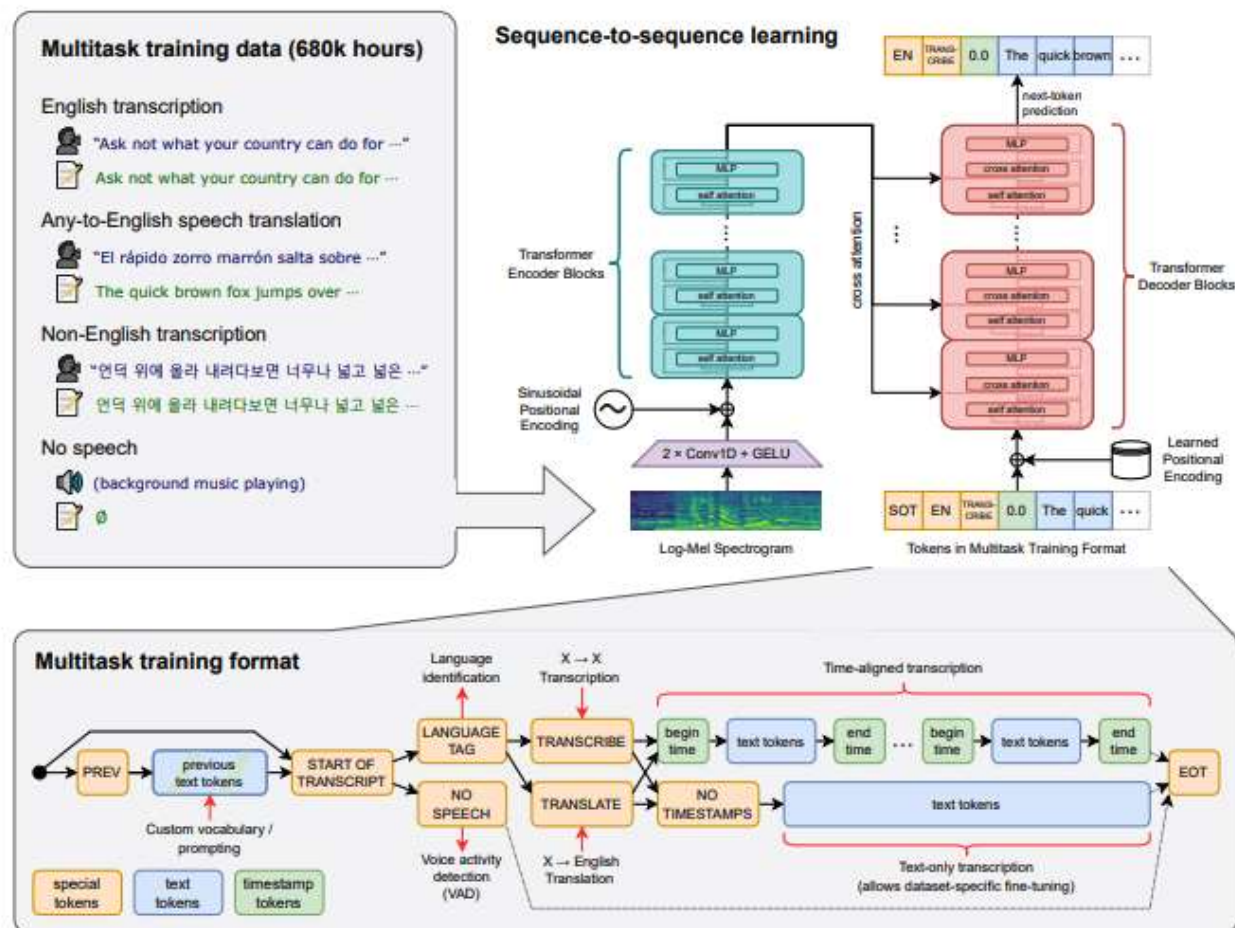 Multitask training data (680k hours)
English transcription
"Ask not what your country can do for ⋯"
Ask not what your country can do for ⋯
Any-to-English speech translation
"El rápido zorro marrón salta sobre ⋯"
The quick brown fox jumps over ⋯
Non-English transcription
"언덕 위에 올라 내려다보면 너무나 넓고 넓은 ⋯"
언덕 위에 올라 내려다보면 너무나 넓고 넓은 ⋯
No speech
(background music playing)
∅
Sequence-to-sequence learning
EN
TRANS-
CRIBE
0.0
The
quick
brown
⋯
next-token
prediction
MLP
self attention
⋮
MLP
self attention
MLP
self attention
Transformer
Encoder Blocks
cross attention
⋮
MLP
cross attention
self attention
⋮
MLP
cross attention
self attention
MLP
cross attention
self attention
Transformer
Decoder Blocks
Sinusoidal
Positional
Encoding
~
2 × Conv1D + GELU
Log-Mel Spectrogram
Learned
Positional
Encoding
SOT
EN
TRANS-
CRIBE
0.0
The
quick
⋯
Tokens in Multitask Training Format
Multitask training format
PREV
previous
text tokens
Custom vocabulary /
prompting
START OF
TRANSCRIPT
Language
identification
LANGUAGE
TAG
NO
SPEECH
Voice activity
detection
(VAD)
X → X
Transcription
TRANSCRIBE
TRANSLATE
X → English
Translation
Time-aligned transcription
begin
time
text tokens
end
time
⋯
begin
time
text tokens
end
time
NO
TIMESTAMPS
text tokens
Text-only transcription
(allows dataset-specific fine-tuning)
EOT
special
tokens
text
tokens
timestamp
tokens